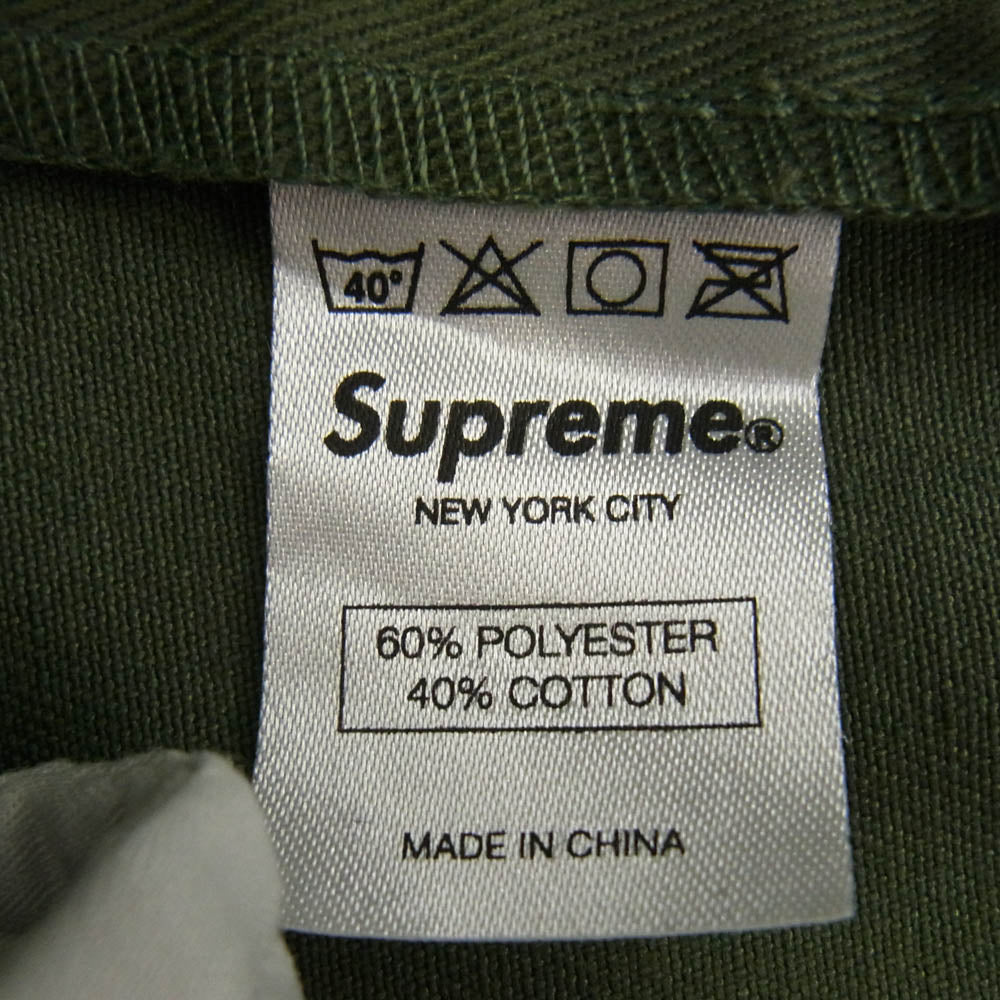 40°
Supreme®
NEW YORK CITY
60% POLYESTER
40% COTTON
MADE IN CHINA